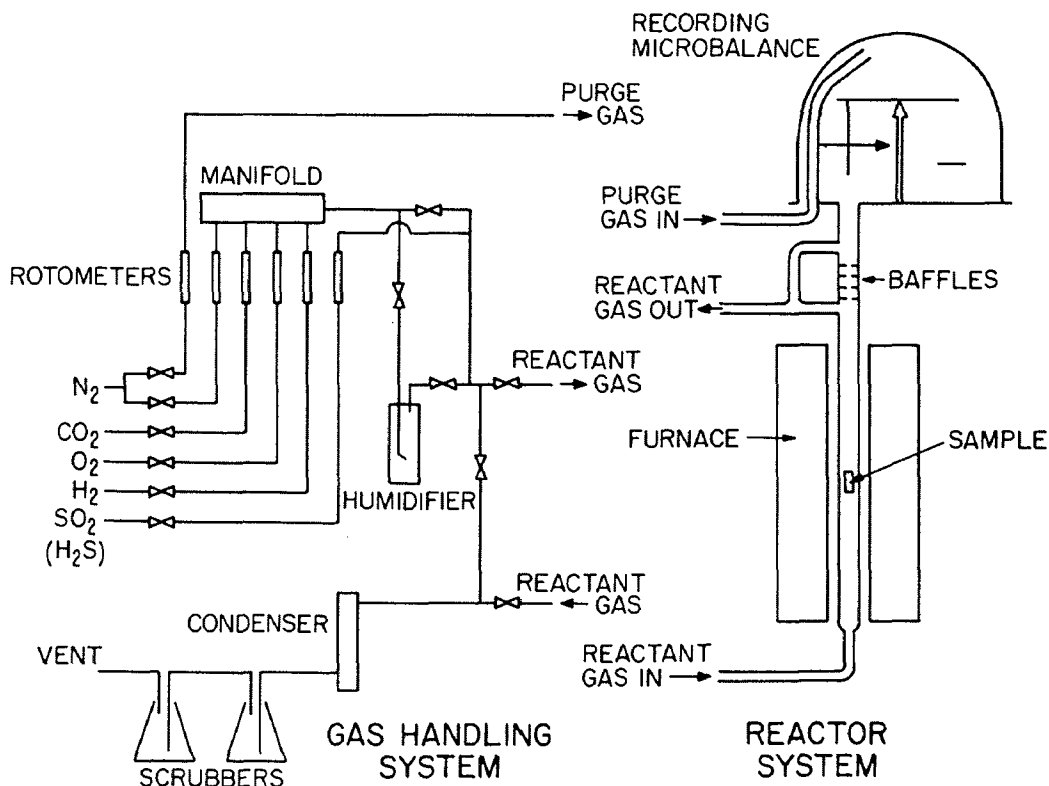 RECORDING
MICROBALANCE
PURGE
GAS
MANIFOLD
PURGE
GAS IN
ROTOMETERS
REACTANT
GAS OUT
BAFFLES
N2
REACTANT
GAS
CO2
FURNACE
SAMPLE
O2
H2
HUMIDIFIER
SO2
(H2S)
REACTANT
GAS
CONDENSER
VENT
REACTANT
GAS IN
GAS HANDLING
SYSTEM
REACTOR
SYSTEM
SCRUBBERS